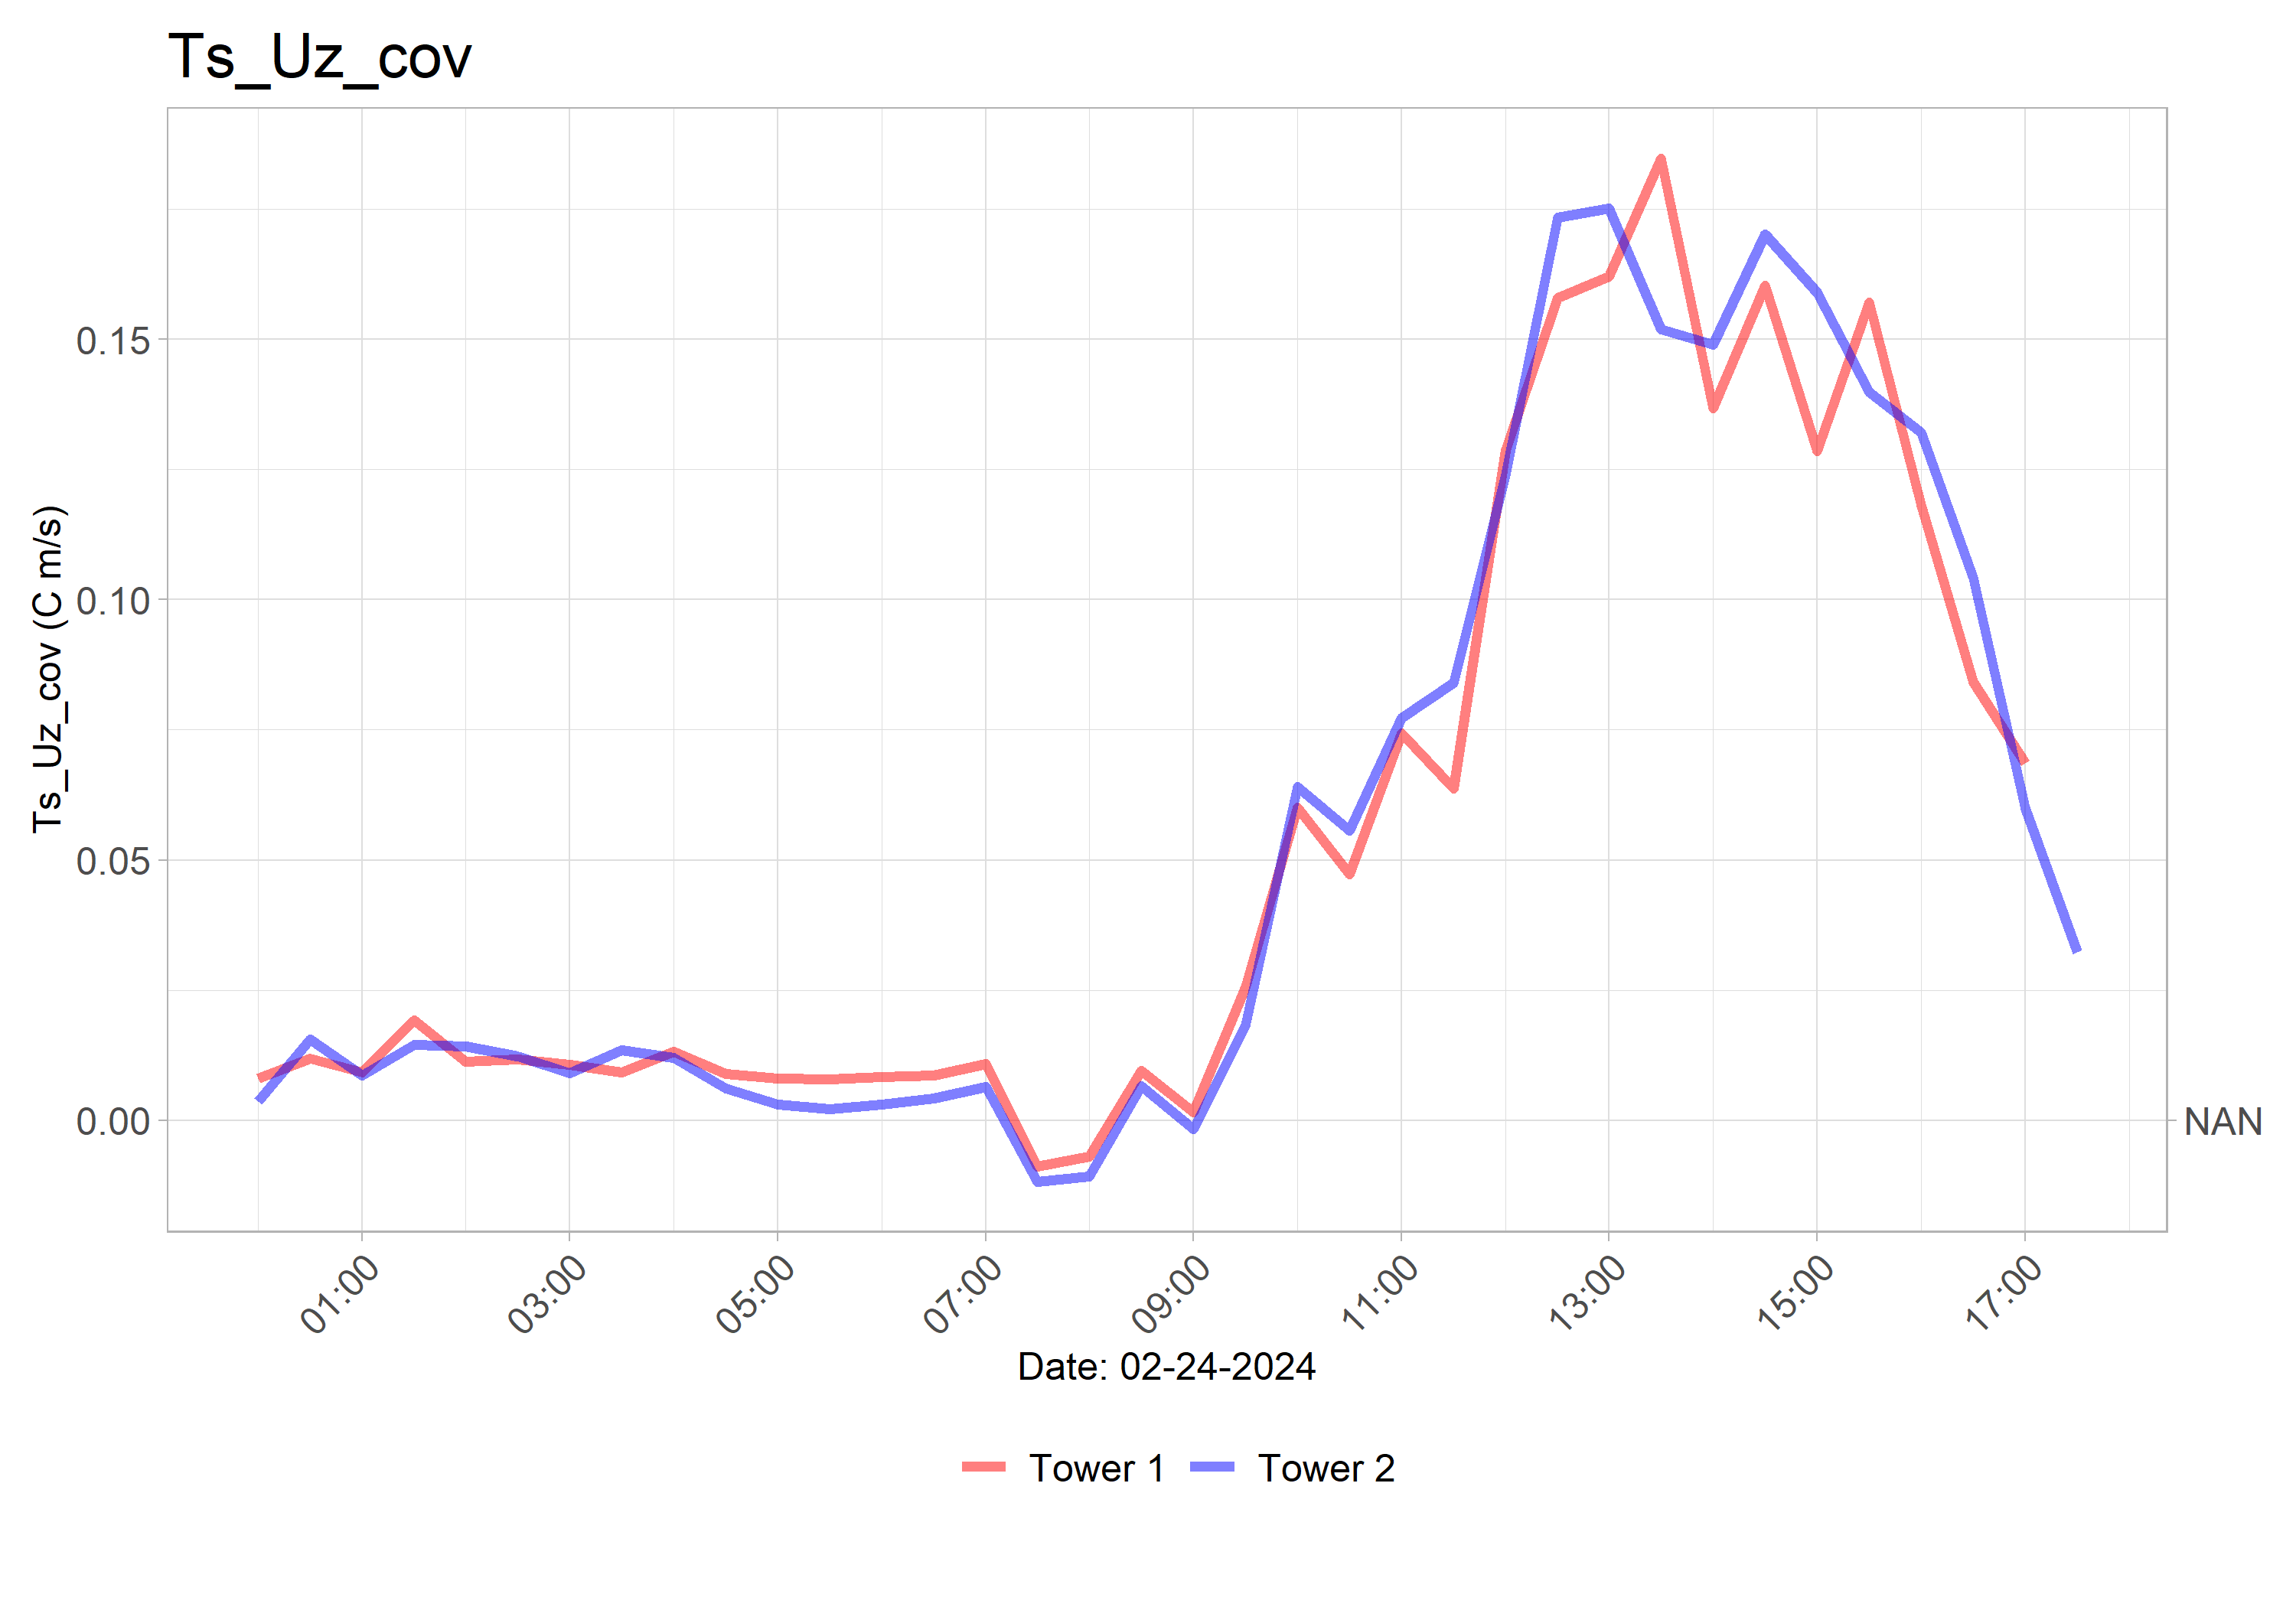 Ts_Uz_cov
Ts_Uz_cov (C m/s)
0.15
0.10
0.05
0.00
NAN
01:00 03:00 05:00 07:00 09:00 11:00 13:00 15:00 17:00
Date: 02-24-2024
Tower 1 Tower 2